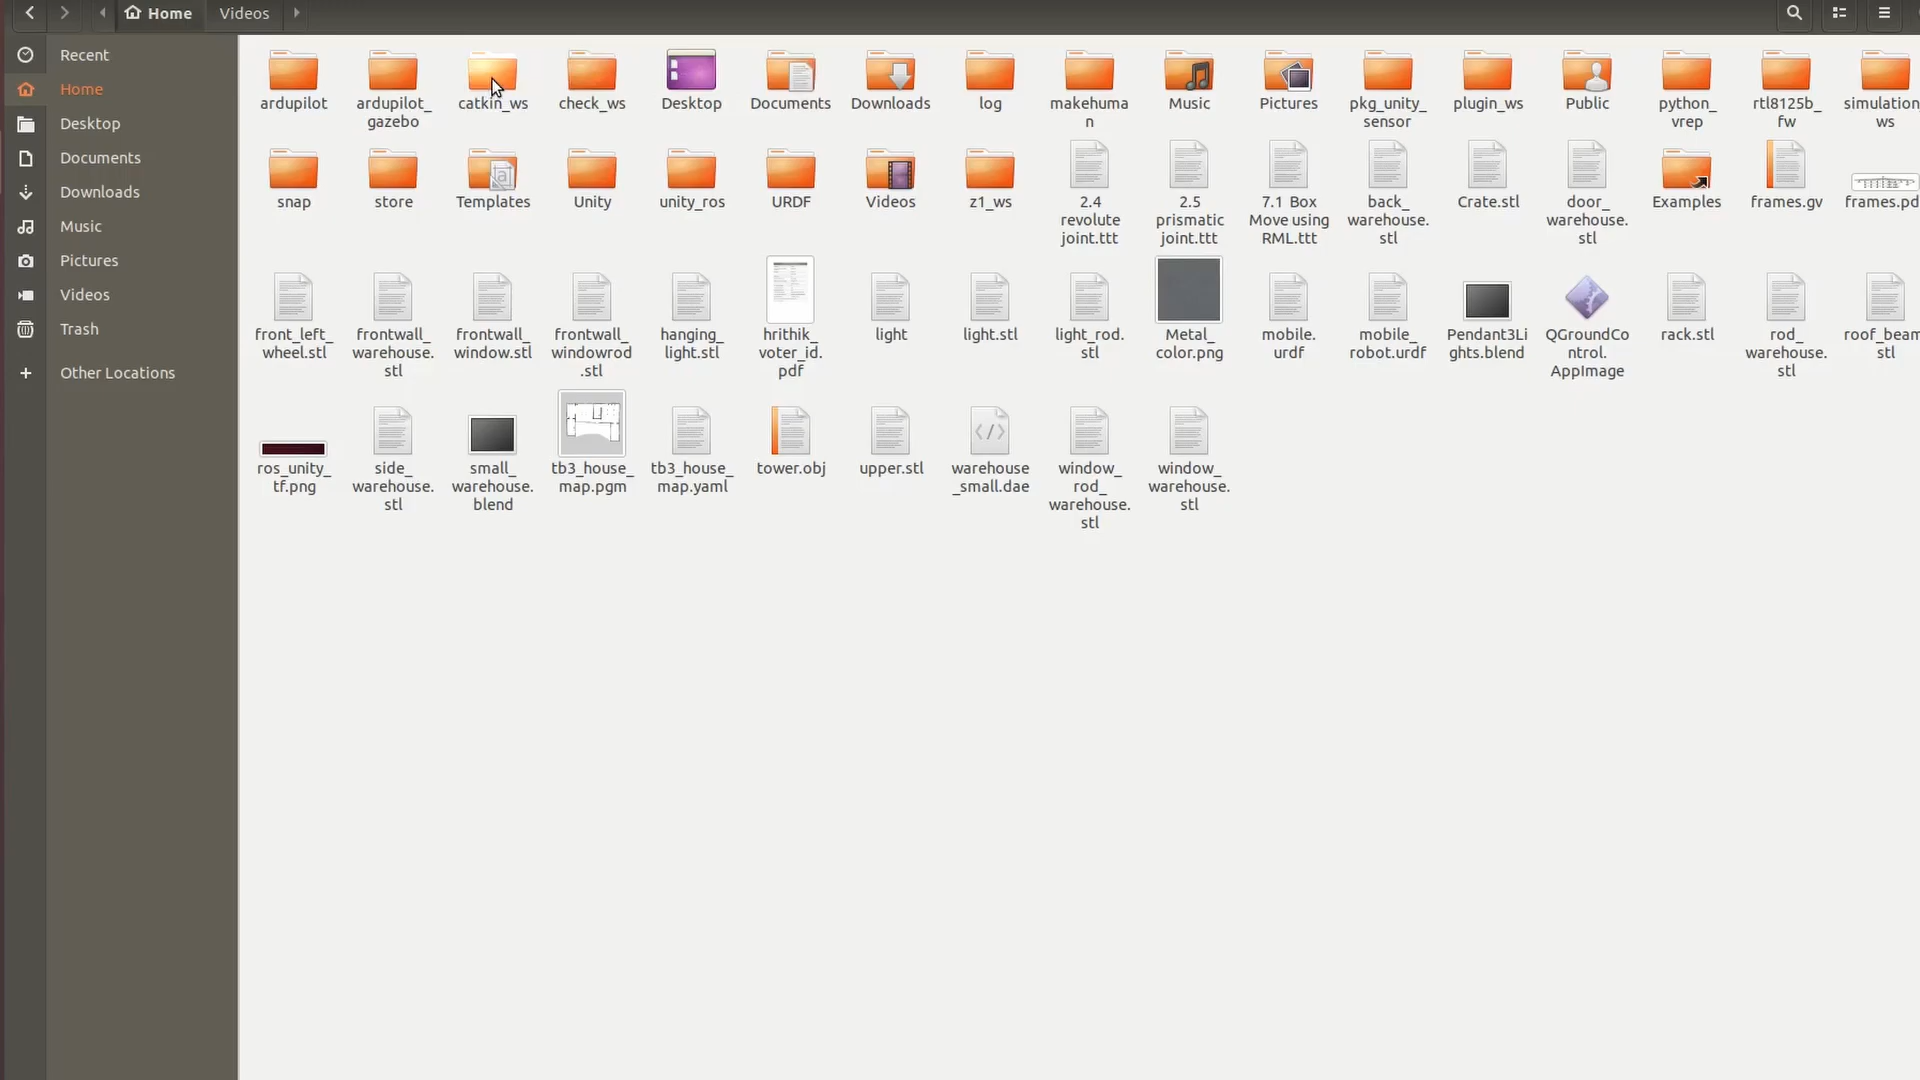 Home Videos
Recent
Home
Desktop
Documents
Downloads
Music
Pictures
Videos
Trash
Other Locations
ardupilot
ardupilot_
gazebo
catkin_ws
check_ws
Desktop
Documents
Downloads
log
makehuma
n
Music
Pictures
pkg_unity_
sensor
plugin_ws
Public
python_
vrep
rtl8125b_
fw
simulation
ws
snap
store
Templates
Unity
unity_ros
URDF
Videos
z1_ws
2.4
revolute
joint.ttt
2.5
prismatic
joint.ttt
7.1 Box
Move using
RML.ttt
back_
warehouse.
stl
Crate.stl
door_
warehouse.
stl
Examples
frames.gv
frames.pd
front_left_
wheel.stl
frontwall_
warehouse.
stl
frontwall_
window.stl
frontwall_
windowrod
.stl
hanging_
light.stl
hrithik_
voter_id.
pdf
light
light.stl
light_rod.
stl
Metal_
color.png
mobile.
urdf
mobile_
robot.urdf
Pendant3Li
ghts.blend
QGroundCo
ntrol.
AppImage
rack.stl
rod_
warehouse.
stl
roof_beam
stl
ros_unity_
tf.png
side_
warehouse.
stl
small_
warehouse.
blend
tb3_house_
map.pgm
tb3_house_
map.yaml
tower.obj
upper.stl
warehouse
_small.dae
window_
rod_
warehouse.
stl
window_
warehouse.
stl